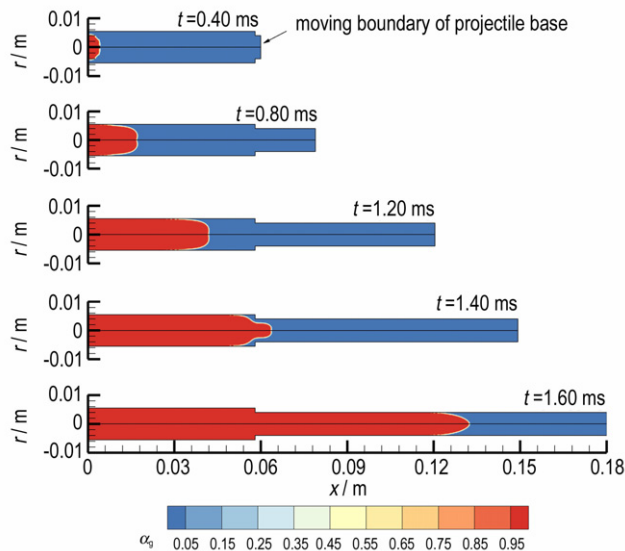 t=0.40 ms
moving boundary of projectile base
r / m
0.01
0
-0.01
t=0.80 ms
r / m
0.01
0
-0.01
t=1.20 ms
r / m
0.01
0
-0.01
t=1.40 ms
r / m
0.01
0
-0.01
t=1.60 ms
r / m
0.01
0
-0.01
0 0.03 0.06 0.09 0.12 0.15 0.18
x / m
αg 0.05 0.15 0.25 0.35 0.45 0.55 0.65 0.75 0.85 0.95